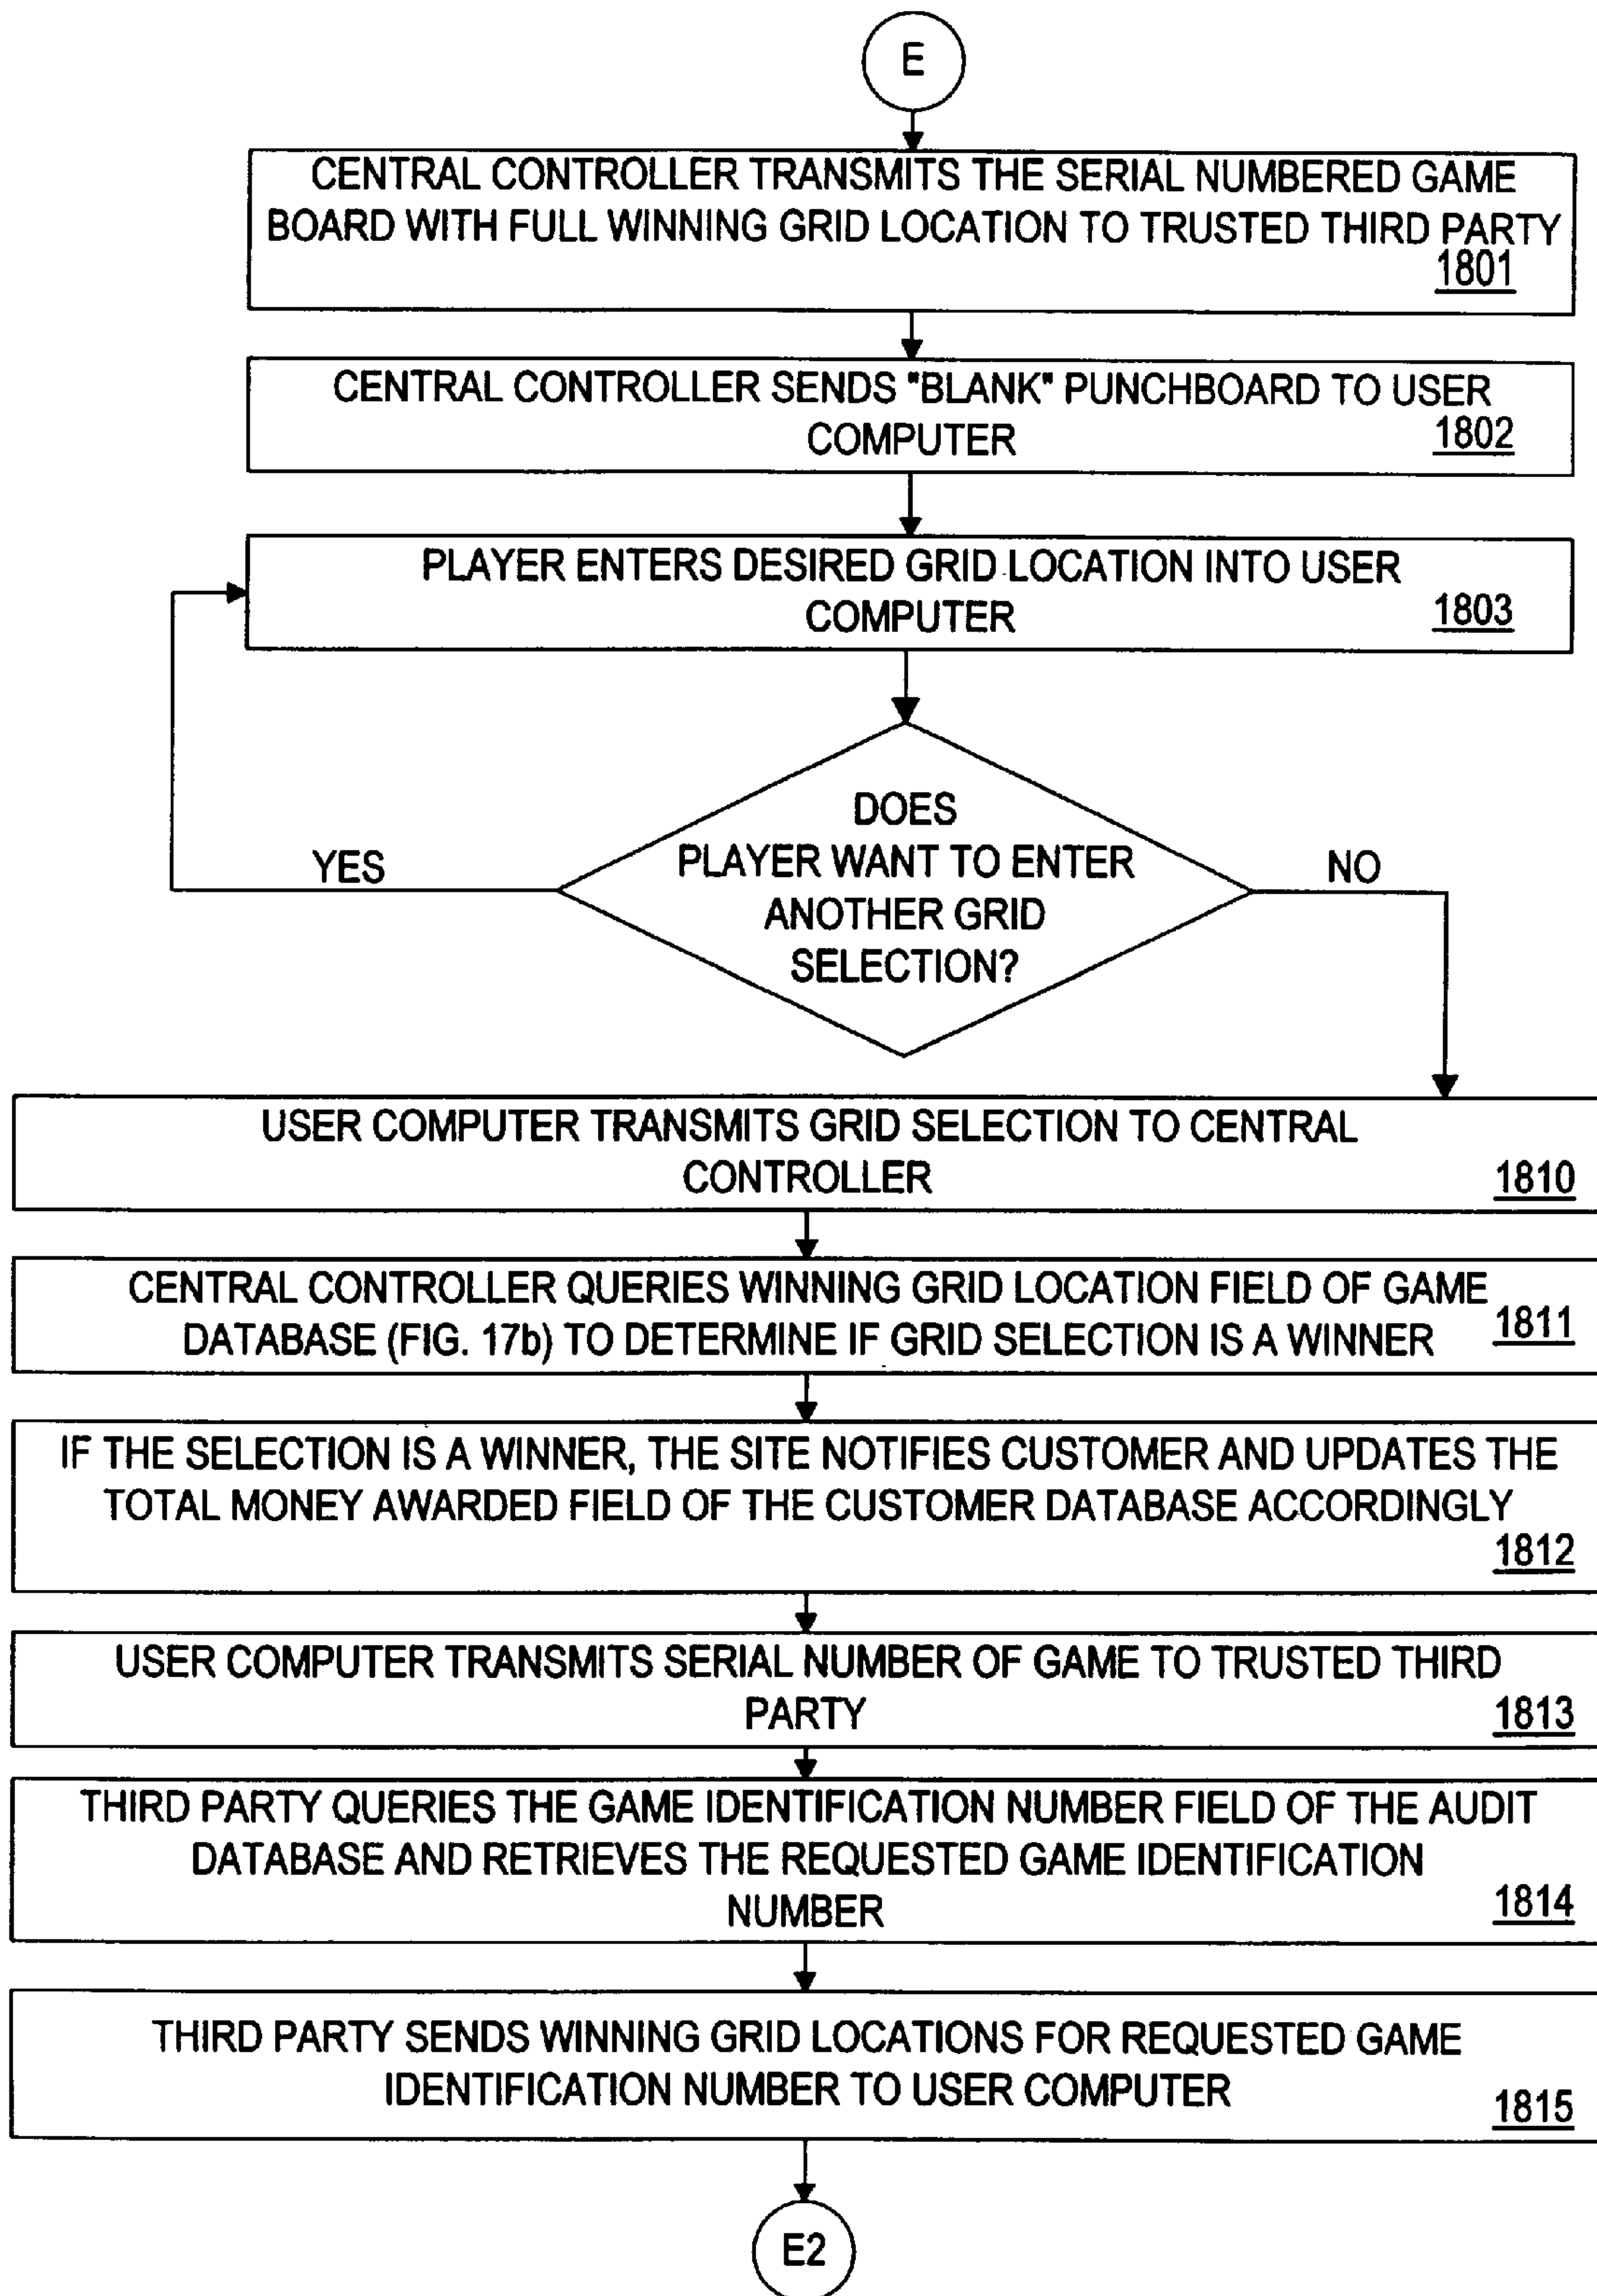 E
CENTRAL CONTROLLER TRANSMITS THE SERIAL NUMBERED GAME
BOARD WITH FULL WINNING GRID LOCATION TO TRUSTED THIRD PARTY
1801
CENTRAL CONTROLLER SENDS "BLANK" PUNCHBOARD TO USER
COMPUTER
1802
PLAYER ENTERS DESIRED GRID LOCATION INTO USER
COMPUTER
1803
DOES
PLAYER WANT TO ENTER
ANOTHER GRID
SELECTION?
YES
NO
USER COMPUTER TRANSMITS GRID SELECTION TO CENTRAL
CONTROLLER
1810
CENTRAL CONTROLLER QUERIES WINNING GRID LOCATION FIELD OF GAME
DATABASE (FIG. 17b) TO DETERMINE IF GRID SELECTION IS A WINNER
1811
IF THE SELECTION IS A WINNER, THE SITE NOTIFIES CUSTOMER AND UPDATES THE
TOTAL MONEY AWARDED FIELD OF THE CUSTOMER DATABASE ACCORDINGLY
1812
USER COMPUTER TRANSMITS SERIAL NUMBER OF GAME TO TRUSTED THIRD
PARTY
1813
THIRD PARTY QUERIES THE GAME IDENTIFICATION NUMBER FIELD OF THE AUDIT
DATABASE AND RETRIEVES THE REQUESTED GAME IDENTIFICATION
NUMBER
1814
THIRD PARTY SENDS WINNING GRID LOCATIONS FOR REQUESTED GAME
IDENTIFICATION NUMBER TO USER COMPUTER
1815
E2